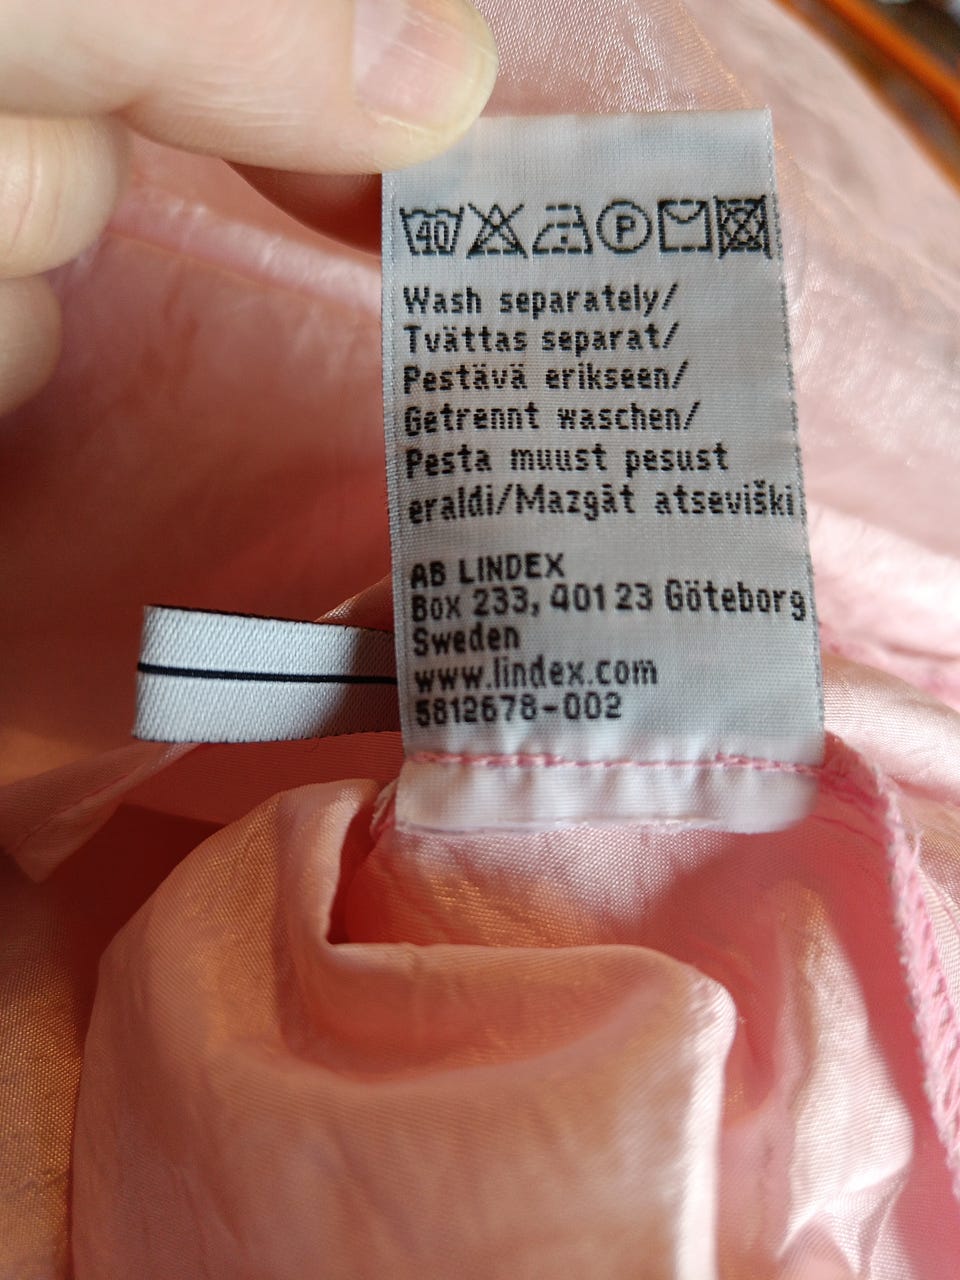 40 P
Wash separately/
Tvättas separat/
Pestävä erikseen/
Getrennt waschen/
Pesta muust pesust
eraldi/Mazgāt atsevišķi
AB LINDEX
Box 233, 401 23 Göteborg
Sweden
www.lindex.com
5812678-002